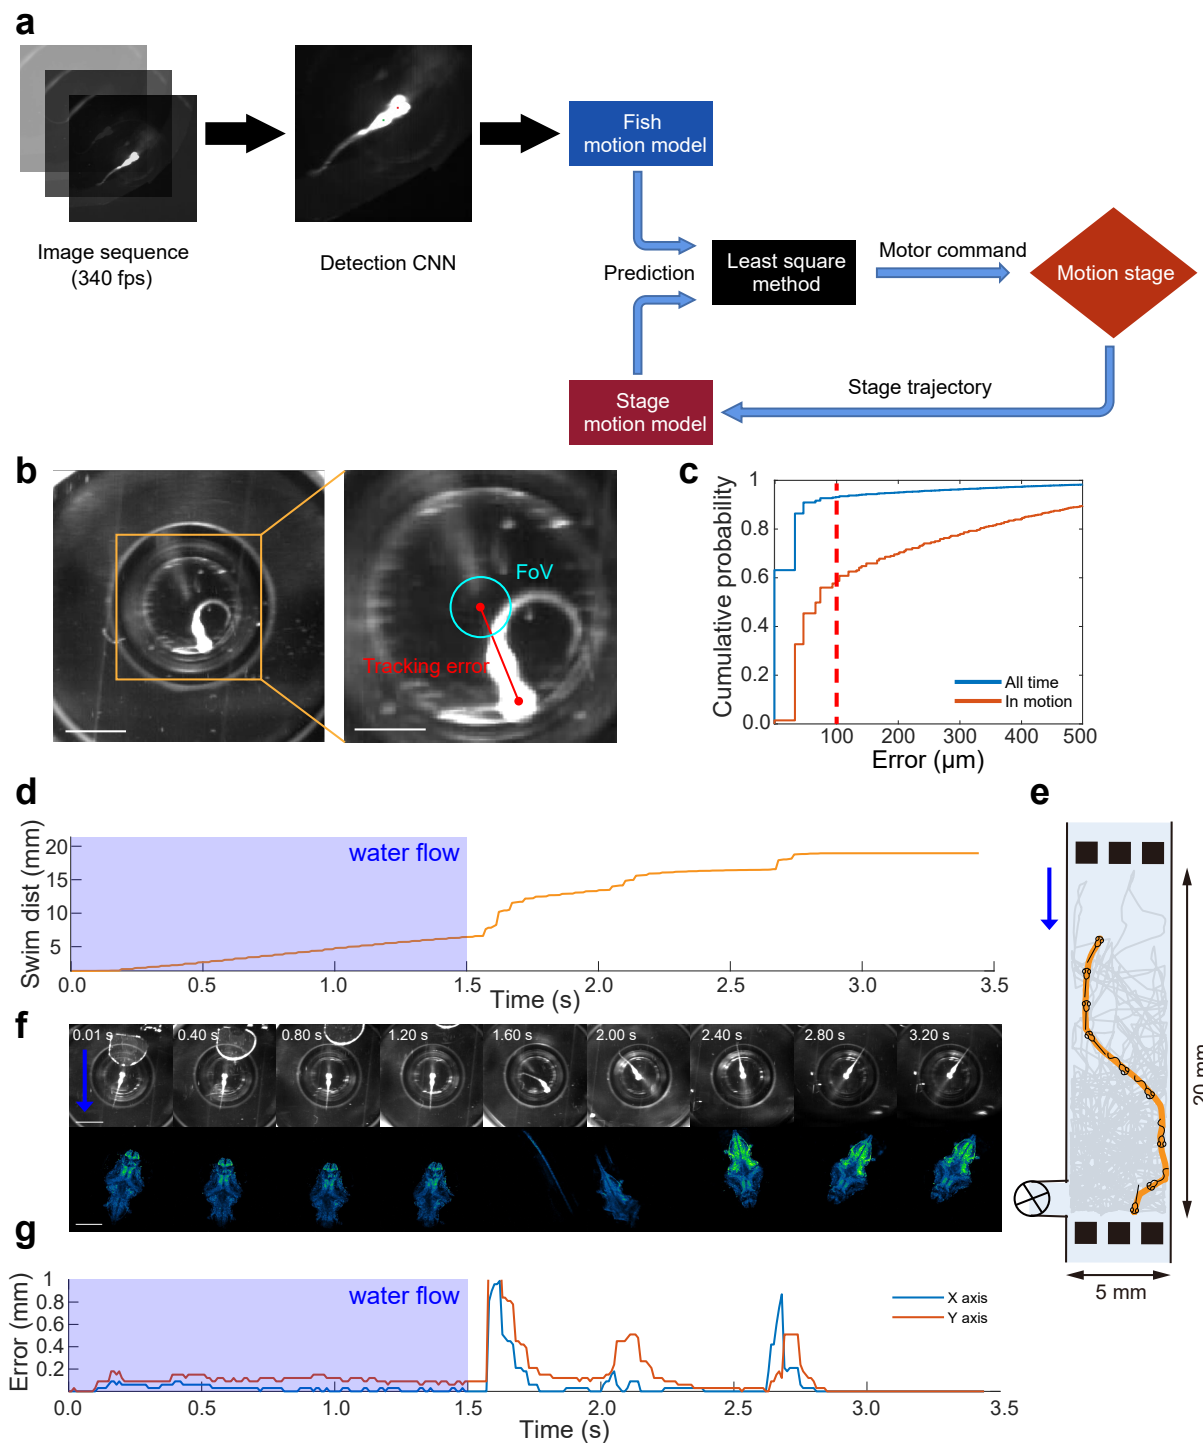 a
Image sequence
(340 fps)
Detection CNN
Fish
motion model
Prediction
Least square
method
Motor command
Motion stage
Stage trajectory
Stage
motion model
b
FoV
Tracking error
c
Cumulative probability
1
0.8
0.6
0.4
0.2
0.0
100
200
300
400
500
Error (µm)
All time
In motion
d
Swim dist (mm)
20
15
10
5
water flow
0.0
0.5
1.0
1.5
2.0
2.5
3.0
3.5
Time (s)
e
20 mm
5 mm
f
0.01 s
0.40 s
0.80 s
1.20 s
1.60 s
2.00 s
2.40 s
2.80 s
3.20 s
g
Error (mm)
1
0.8
0.6
0.4
0.2
water flow
X axis
Y axis
0.0
0.5
1.0
1.5
2.0
2.5
3.0
3.5
Time (s)